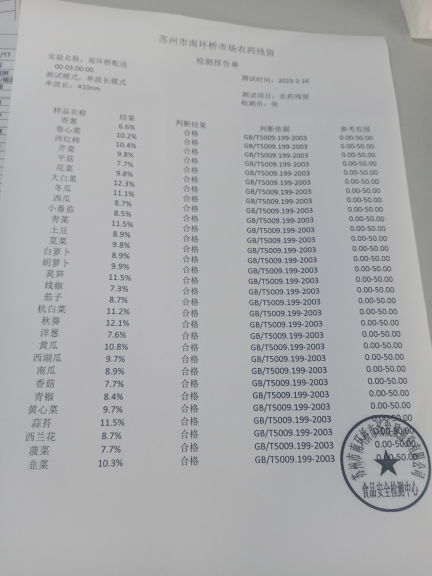 苏州市南环桥市场农药残留
检测报告单
实验名称：南环桥配送
00:03:00:00 测试时间：2023-2-16
测试模式：单波长模式
单波长：410nm 测试项目：农药残留
检测员：张
样品名称 结果 判断结果 判断依据 参考范围
香葱 6.6% 合格 GB/T5009.199-2003 0.00-50.00
卷心菜 10.2% 合格 GB/T5009.199-2003 0.00-50.00
西红柿 10.4% 合格 GB/T5009.199-2003 0.00-50.00
芹菜 9.8% 合格 GB/T5009.199-2003 0.00-50.00
平菇 7.7% 合格 GB/T5009.199-2003 0.00-50.00
花菜 9.8% 合格 GB/T5009.199-2003 0.00-50.00
大白菜 12.3% 合格 GB/T5009.199-2003 0.00-50.00
冬瓜 11.1% 合格 GB/T5009.199-2003 0.00-50.00
西瓜 8.7% 合格 GB/T5009.199-2003 0.00-50.00
小番茄 8.5% 合格 GB/T5009.199-2003 0.00-50.00
青菜 11.5% 合格 GB/T5009.199-2003 0.00-50.00
土豆 8.9% 合格 GB/T5009.199-2003 0.00-50.00
苋菜 9.8% 合格 GB/T5009.199-2003 0.00-50.00
白萝卜 8.9% 合格 GB/T5009.199-2003 0.00-50.00
胡萝卜 9.9% 合格 GB/T5009.199-2003 0.00-50.00
莴笋 11.5% 合格 GB/T5009.199-2003 0.00-50.00
线椒 7.3% 合格 GB/T5009.199-2003 0.00-50.00
茄子 8.7% 合格 GB/T5009.199-2003 0.00-50.00
杭白菜 11.2% 合格 GB/T5009.199-2003 0.00-50.00
秋葵 12.1% 合格 GB/T5009.199-2003 0.00-50.00
洋葱 7.6% 合格 GB/T5009.199-2003 0.00-50.00
黄瓜 10.8% 合格 GB/T5009.199-2003 0.00-50.00
西湖瓜 9.7% 合格 GB/T5009.199-2003 0.00-50.00
南瓜 8.9% 合格 GB/T5009.199-2003 0.00-50.00
香菇 7.7% 合格 GB/T5009.199-2003 0.00-50.00
青椒 8.4% 合格 GB/T5009.199-2003 0.00-50.00
黄心菜 9.7% 合格 GB/T5009.199-2003 0.00-50.00
蒜苔 11.5% 合格 GB/T5009.199-2003 0.00-50.00
西兰花 8.7% 合格 GB/T5009.199-2003 0.00-50.00
菠菜 7.7% 合格 GB/T5009.199-2003 0.00-50.00
韭菜 10.3% 合格 GB/T5009.199-2003
食品安全检测中心